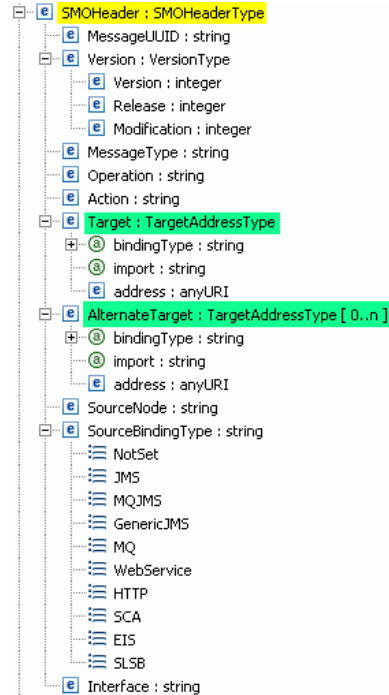 SMOHeader : SMOHeaderType
MessageUUID : string
Version : VersionType
Version : integer
Release : integer
Modification : integer
MessageType : string
Operation : string
Action : string
Target : TargetAddressType
bindingType : string
import : string
address : anyURI
AlternateTarget : TargetAddressType [ 0..n ]
bindingType : string
import : string
address : anyURI
SourceNode : string
SourceBindingType : string
NotSet
JMS
MQJMS
GenericJMS
MQ
WebService
HTTP
SCA
EIS
SLSB
Interface : string